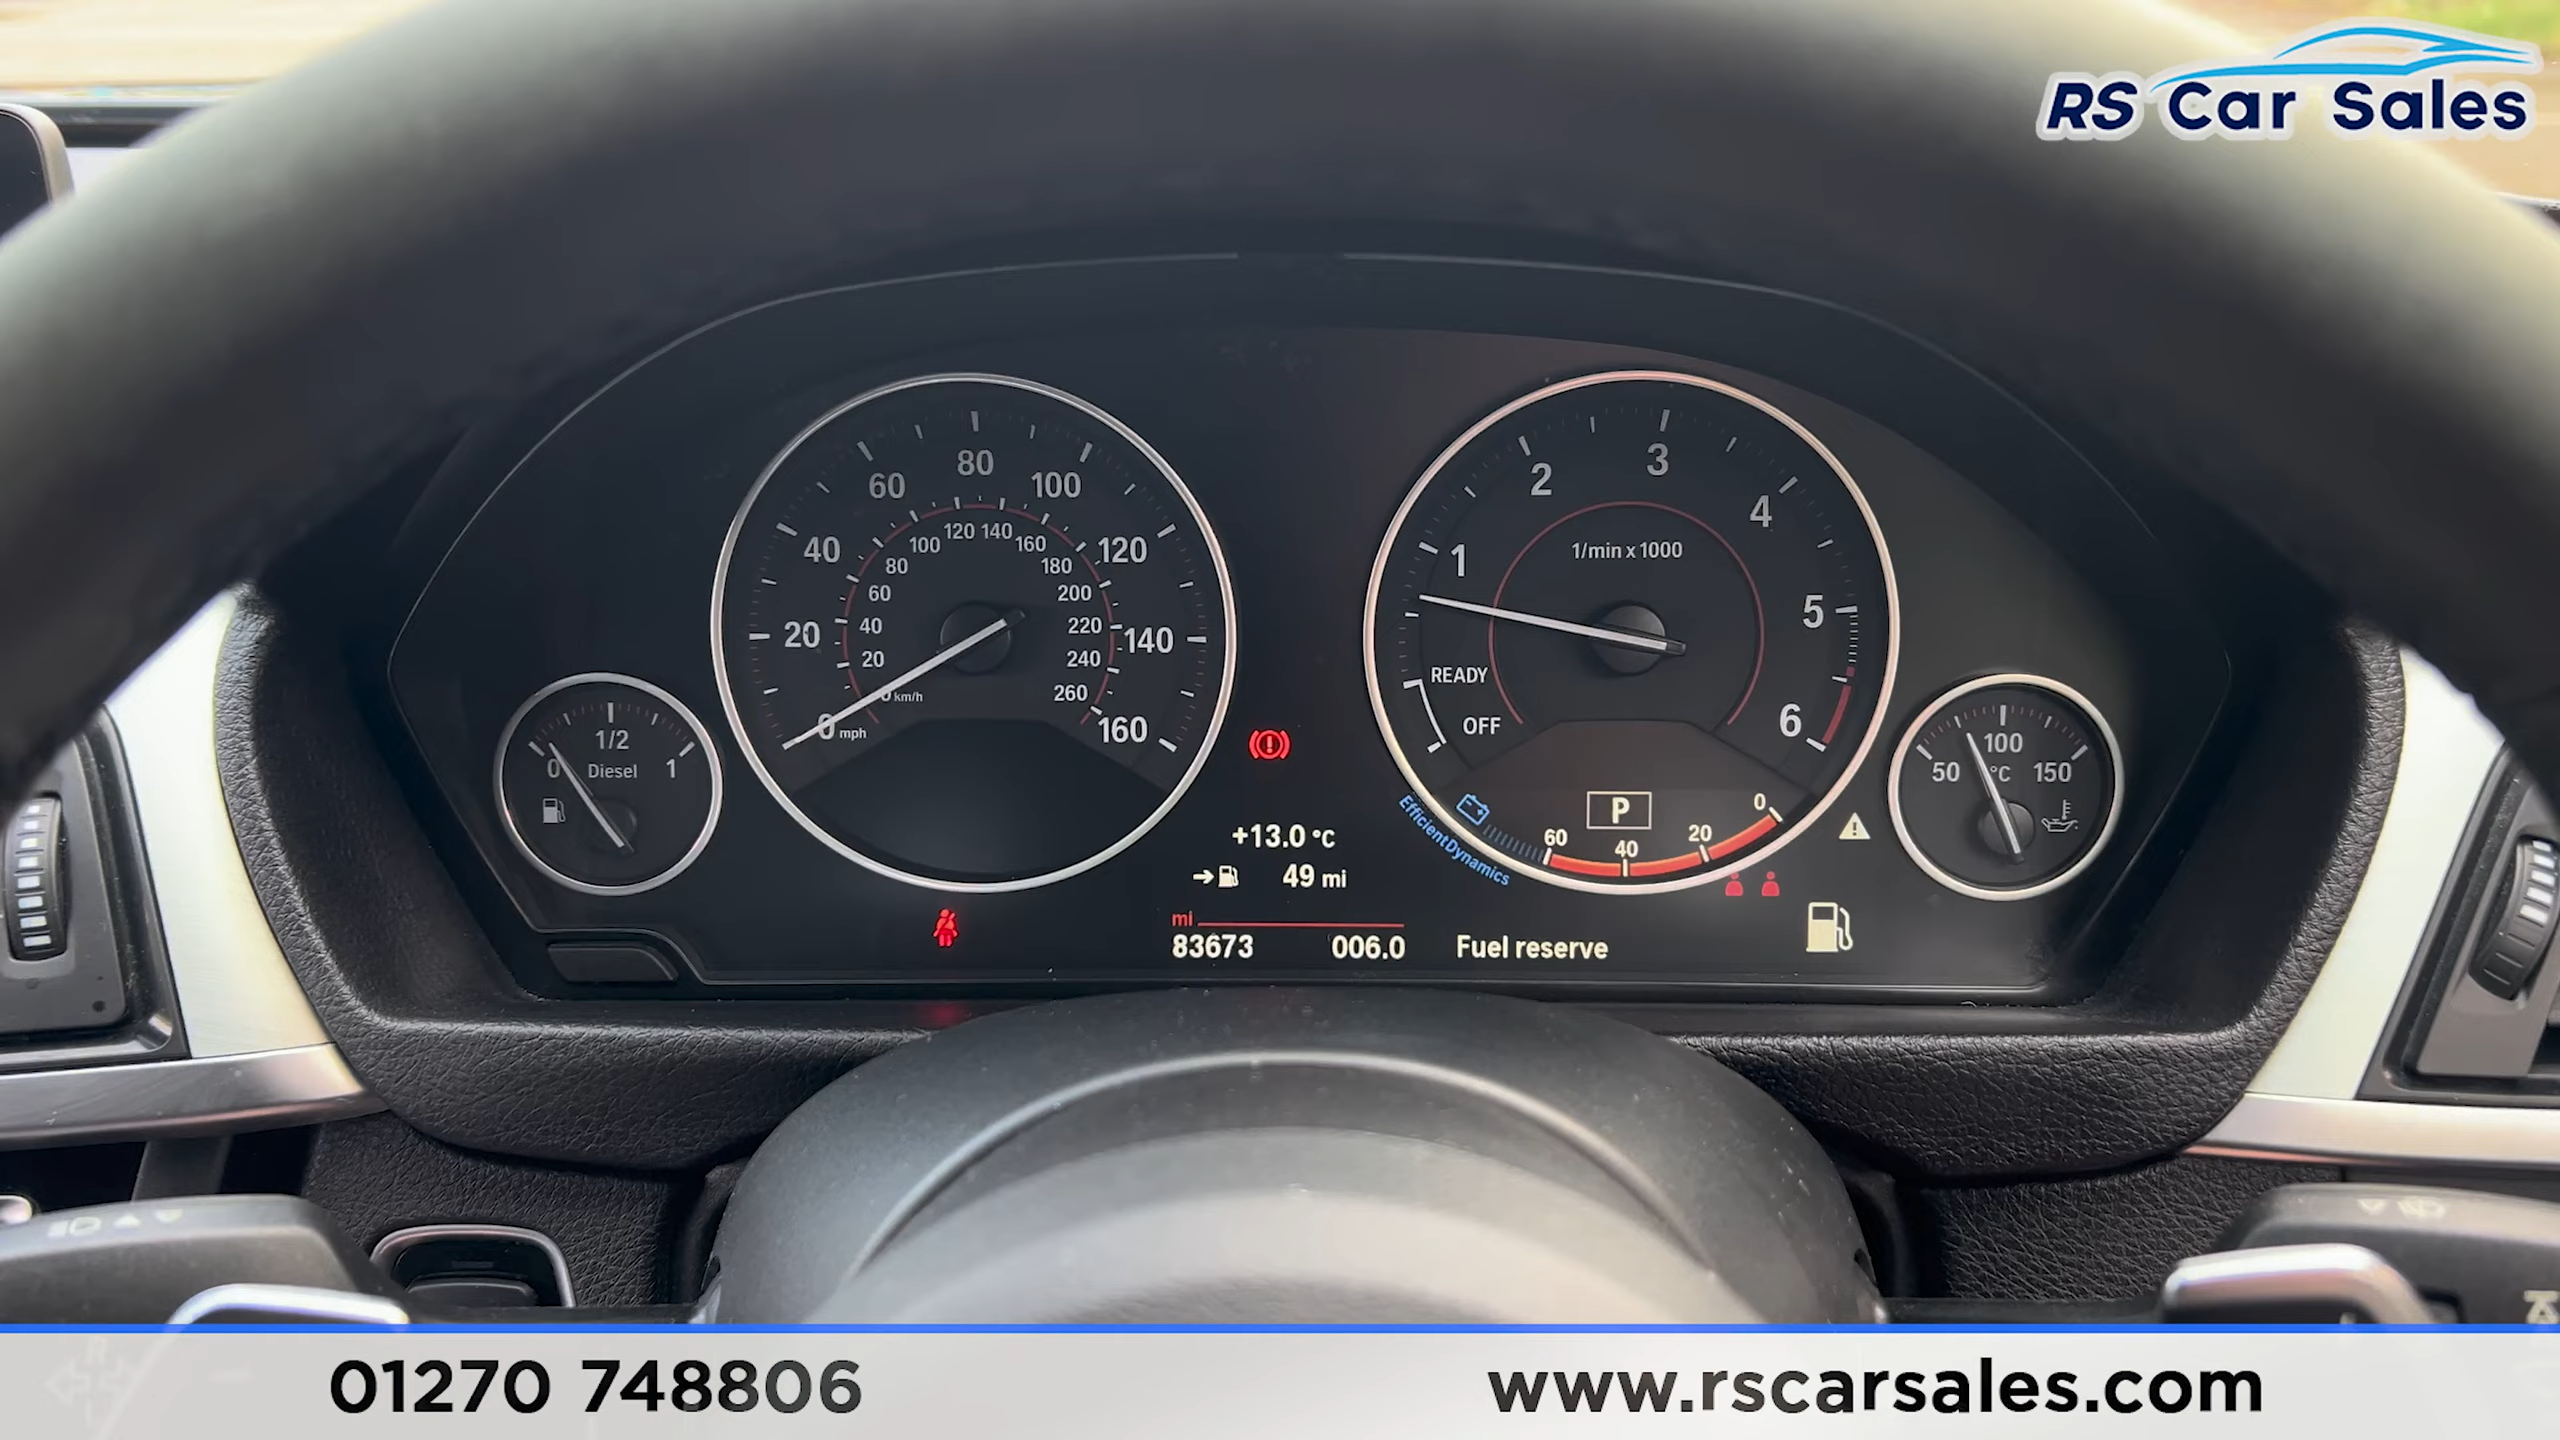 RS Car Sales
20
40
60
80
100
120
140
160
0 mph
20
40
60
80
100
120
140
160
180
200
220
240
260
km/h
1
2
3
4
5
6
1/min x 1000
READY
OFF
0
1/2
1
Diesel
50
100
150
°C
P
60
40
20
0
EfficientDynamics
+13.0 °C
49 mi
mi
83673 006.0
Fuel reserve
01270 748806
www.rscarsales.com